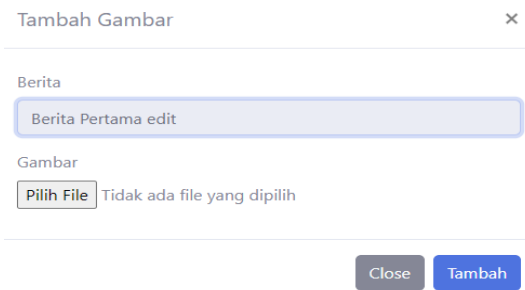 Tambah Gambar ×
Berita
Berita Pertama edit
Gambar
Pilih File Tidak ada file yang dipilih
Close Tambah